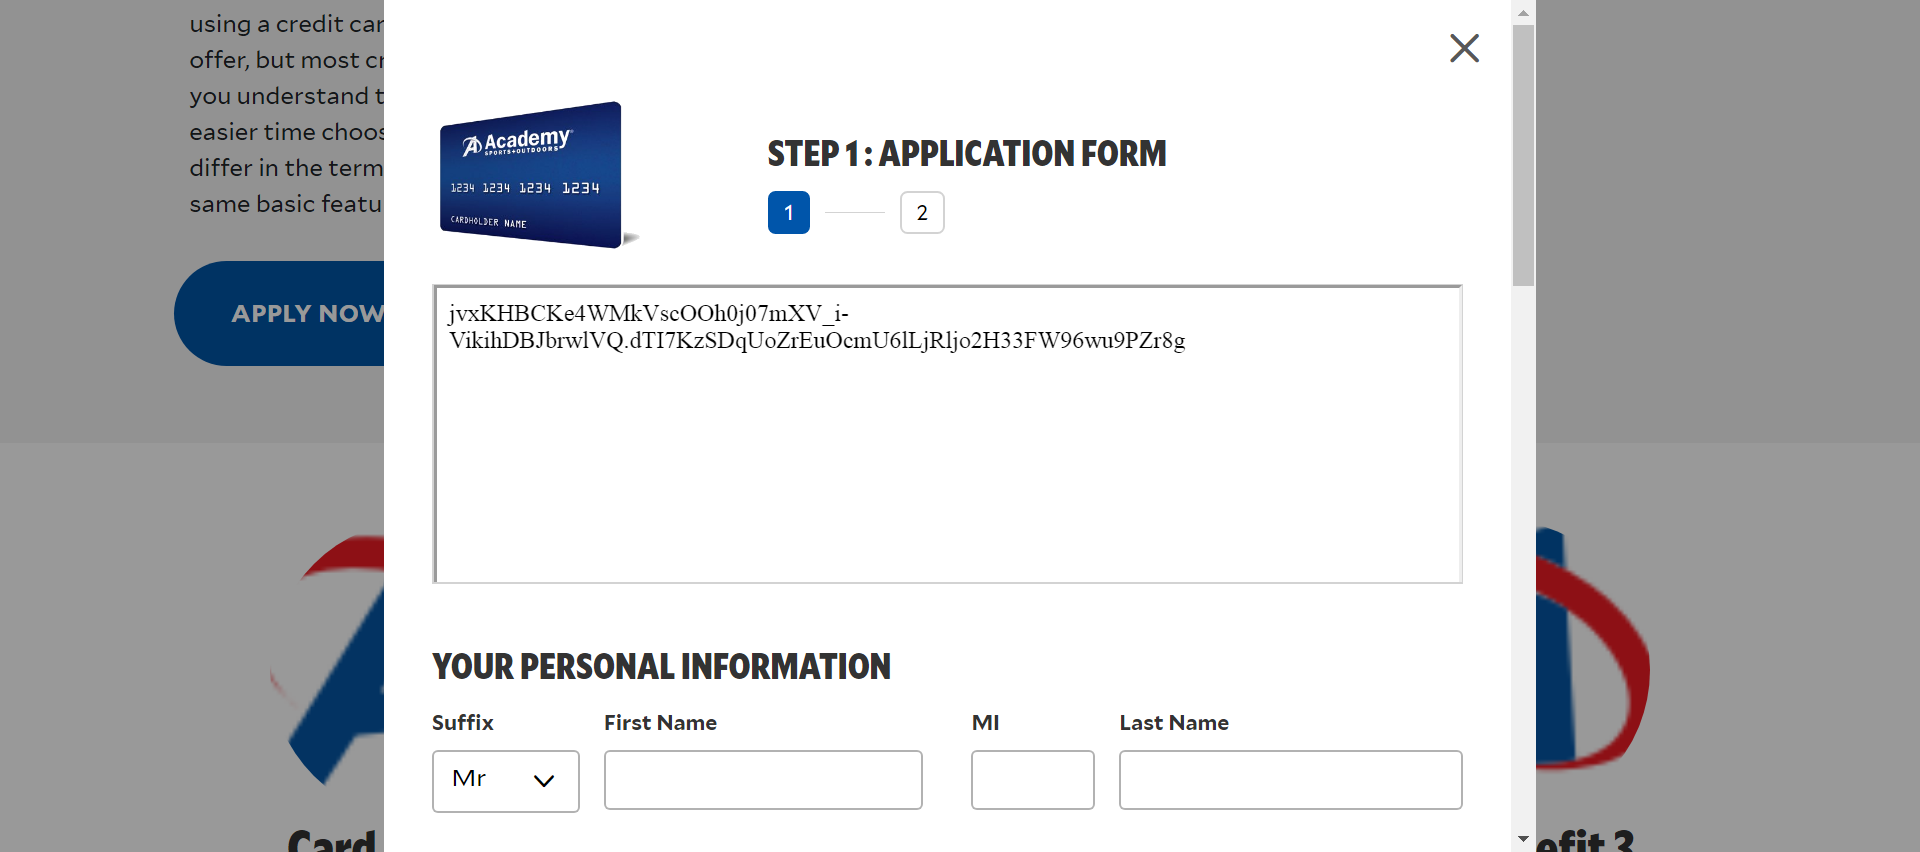 using a credit car
offer, but most cr
you understand t
easier time choos
differ in the term
same basic featu
APPLY NOW
Academy
SPORTS+OUTDOORS
1234 1234 1234 1234
CARDHOLDER NAME
STEP 1: APPLICATION FORM
1
2
jvxKHBCKe4WMkVscOOh0j07mXV_i-
VikihDBJbrwlVQ.dTI7KzSDqUoZrEuOcmU6lLjRljo2H33FW96wu9PZr8g
YOUR PERSONAL INFORMATION
Suffix First Name MI Last Name
Mr
Card
efit 3